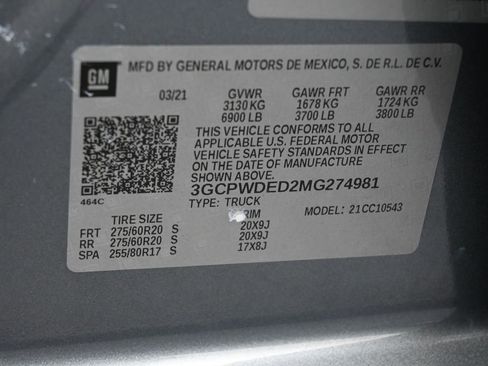 GM
MFD BY GENERAL MOTORS DE MEXICO, S. DE R.L. DE C.V.
03/21 GVWR GAWR FRT GAWR RR
3130 KG 1678 KG 1724 KG
6900 LB 3700 LB 3800 LB
THIS VEHICLE CONFORMS TO ALL
APPLICABLE U.S. FEDERAL MOTOR
VEHICLE SAFETY STANDARDS IN EFFECT
ON THE DATE OF MANUFACTURE
SHOWN ABOVE.
464C 3GCPWDED2MG274981
TYPE: TRUCK MODEL: 21CC10543
TIRE SIZE RIM
FRT 275/60R20 S 20X9J
RR 275/60R20 S 20X9J
SPA 255/80R17 S 17X8J